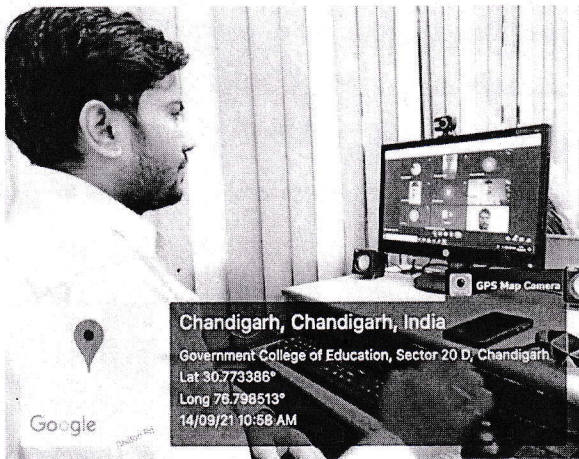 GPS Map Camera
Chandigarh, Chandigarh, India
Government College of Education, Sector 20 D, Chandigarh,
Lat 30.773386°
Long 76.798513°
14/09/21 10:58 AM
Google